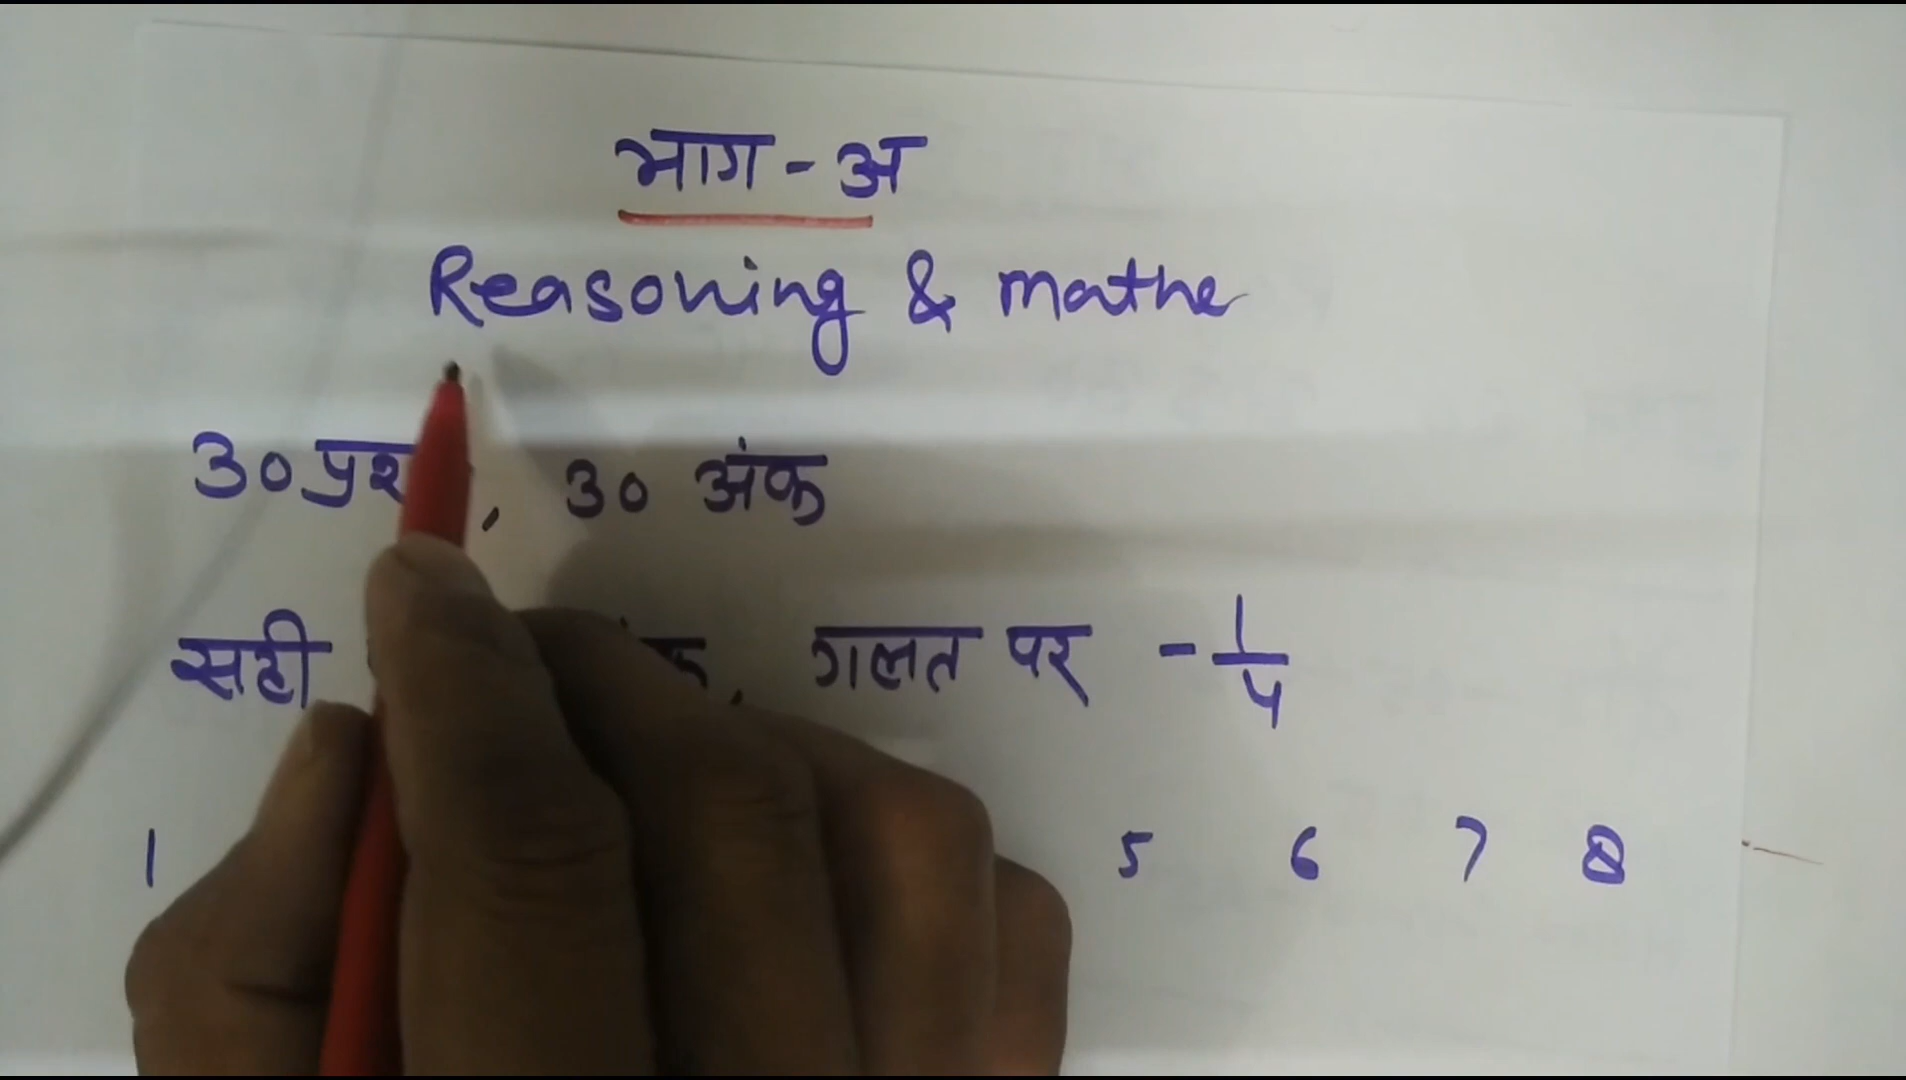 भाग - अ
Reasoning & mathe
30 प्रश , 30 अंक
सही , गलत पर - 1/4
1 5 6 7 8